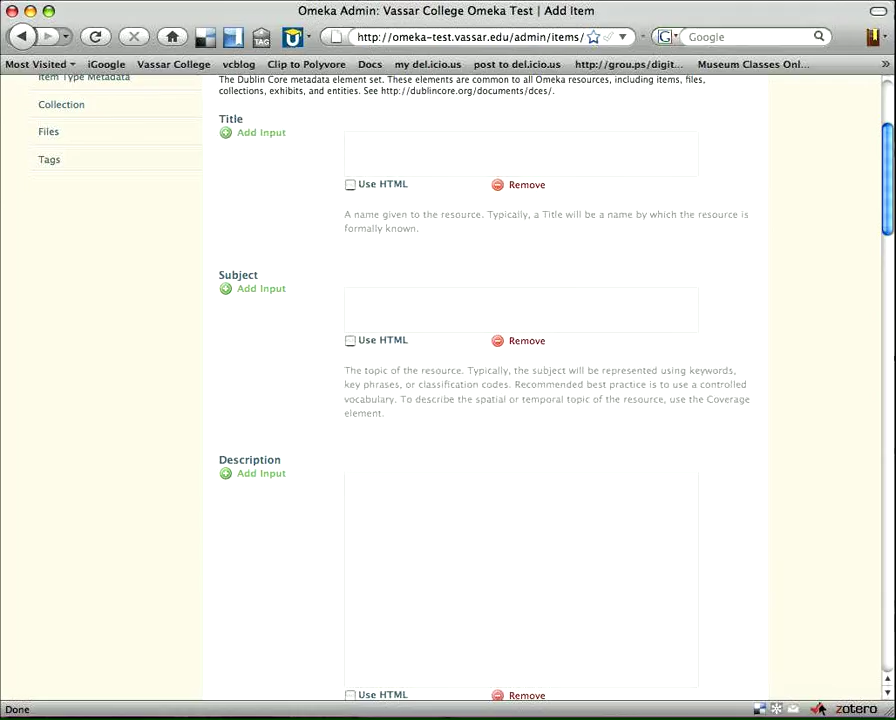 Omeka Admin: Vassar College Omeka Test | Add Item
http://omeka-test.vassar.edu/admin/items/
Google
Most Visited iGoogle Vassar College vcblog Clip to Polyvore Docs my del.icio.us post to del.icio.us http://grou.ps/digit... Museum Classes Onl... »
Item Type Metadata
Collection
Files
Tags
The Dublin Core metadata element set. These elements are common to all Omeka resources, including items, files,
collections, exhibits, and entities. See http://dublincore.org/documents/dces/.
Title
Add Input
Use HTML Remove
A name given to the resource. Typically, a Title will be a name by which the resource is
formally known.
Subject
Add Input
Use HTML Remove
The topic of the resource. Typically, the subject will be represented using keywords,
key phrases, or classification codes. Recommended best practice is to use a controlled
vocabulary. To describe the spatial or temporal topic of the resource, use the Coverage
element.
Description
Add Input
Use HTML Remove
Done zotero